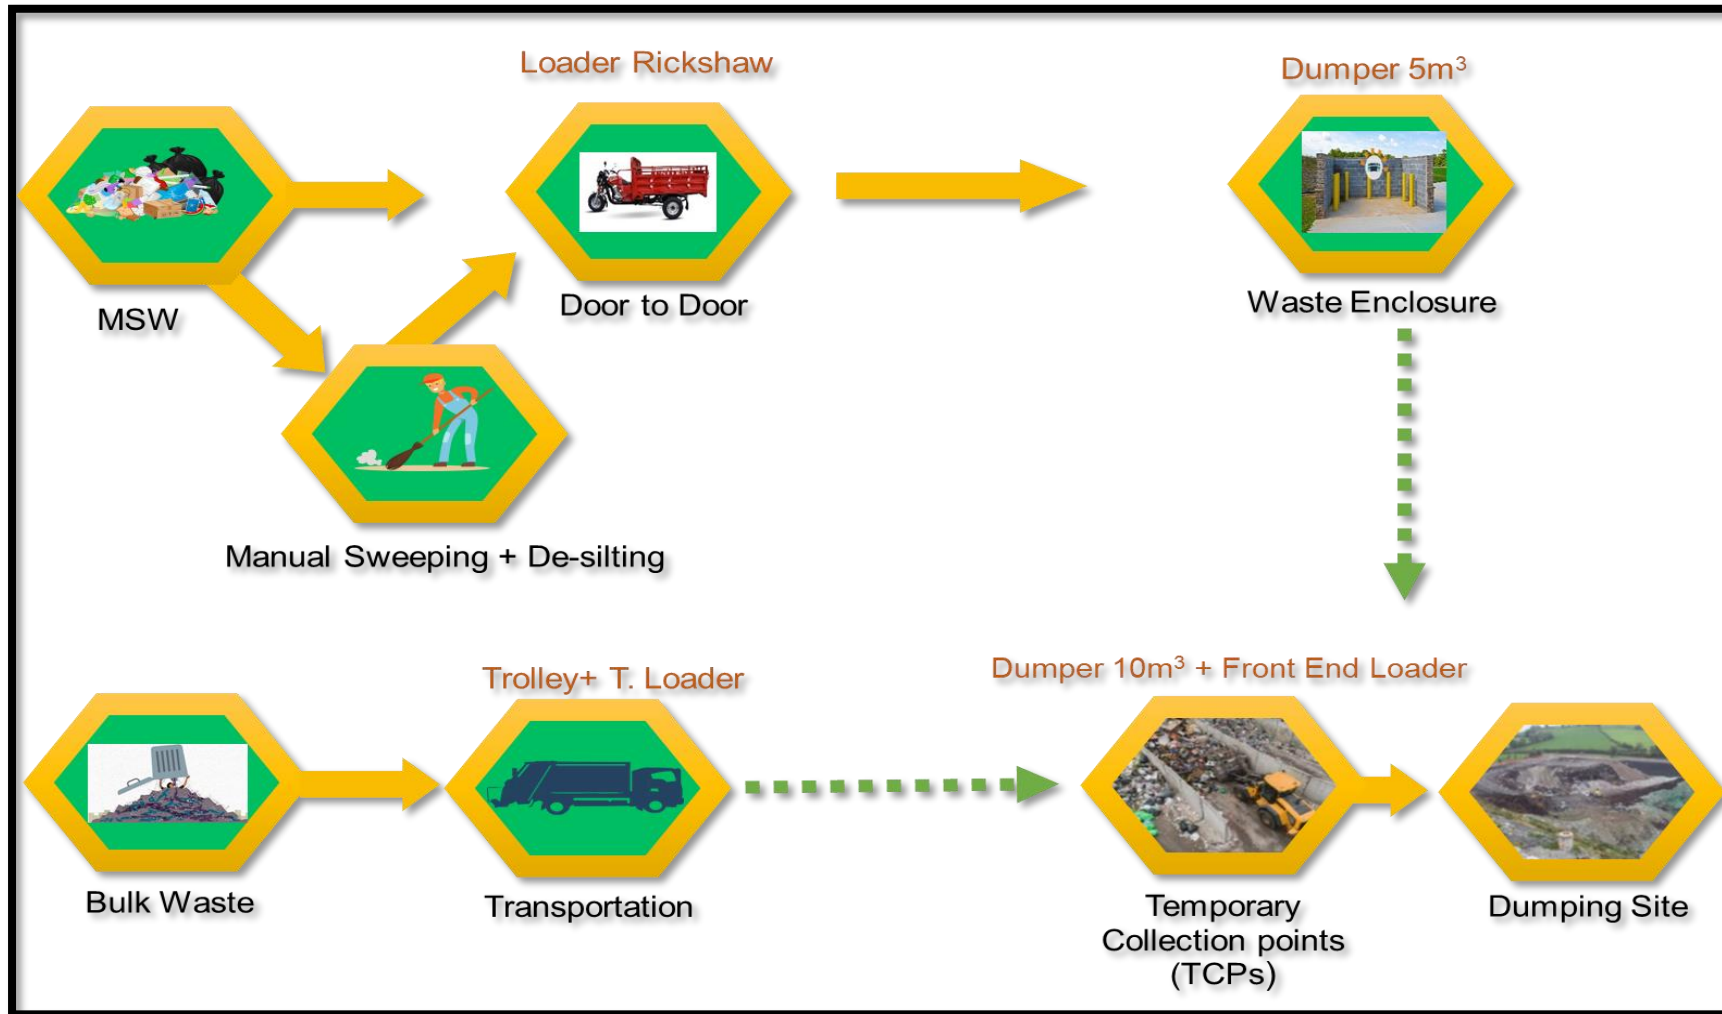 Loader Rickshaw
Dumper 5m³
MSW
Door to Door
Waste Enclosure
Manual Sweeping + De-silting
Trolley+ T. Loader
Dumper 10m³ + Front End Loader
Bulk Waste
Transportation
Temporary
Collection points
(TCPs)
Dumping Site